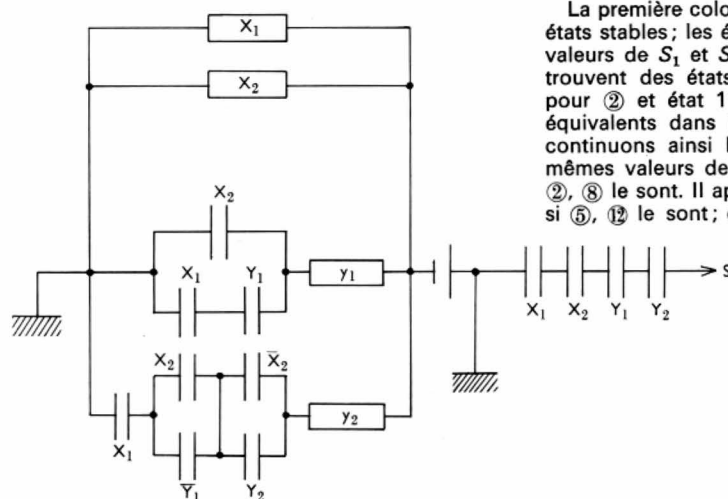 La première colo
états stables; les é
valeurs de S₁ et S
trouvent des états
pour ② et état 1
équivalents dans
continuons ainsi l
mêmes valeurs de
②, ⑧ le sont. Il ap
si ⑤, ⑫ le sont;
X₁
X₂
X₂
X₁ Y₁
y₁
S
X₁ X₂ Y₁ Y₂
X₂ X̅₂
y₂
X₁
Y̅₁ Y₂